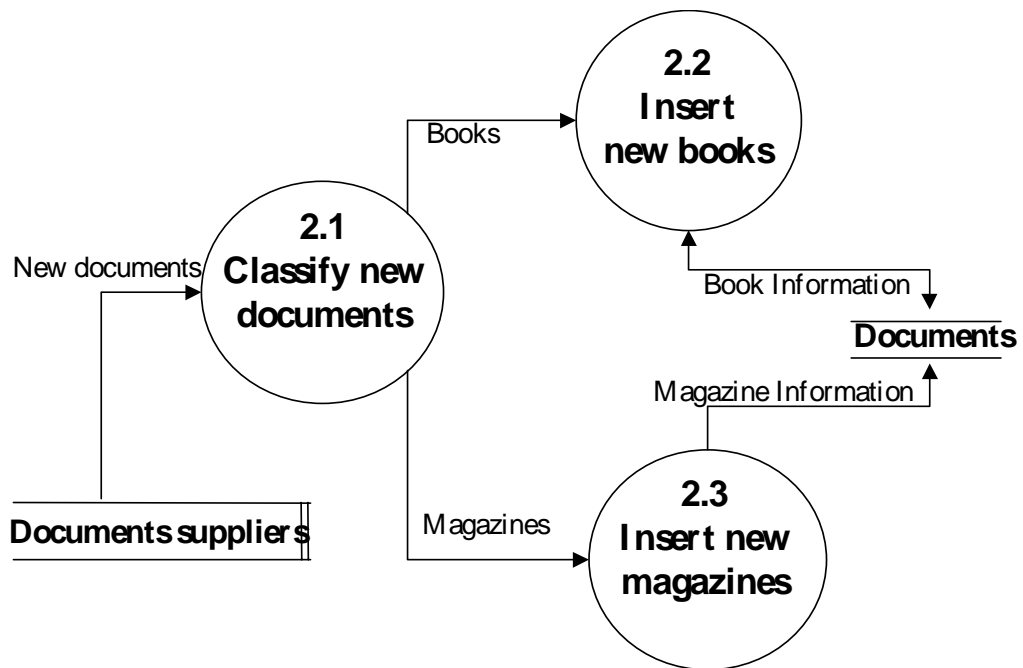 2.2
Insert
new books
Books
2.1
Classify new
documents
New documents
Book Information
Documents
Magazine Information
Documents suppliers
Magazines
2.3
Insert new
magazines